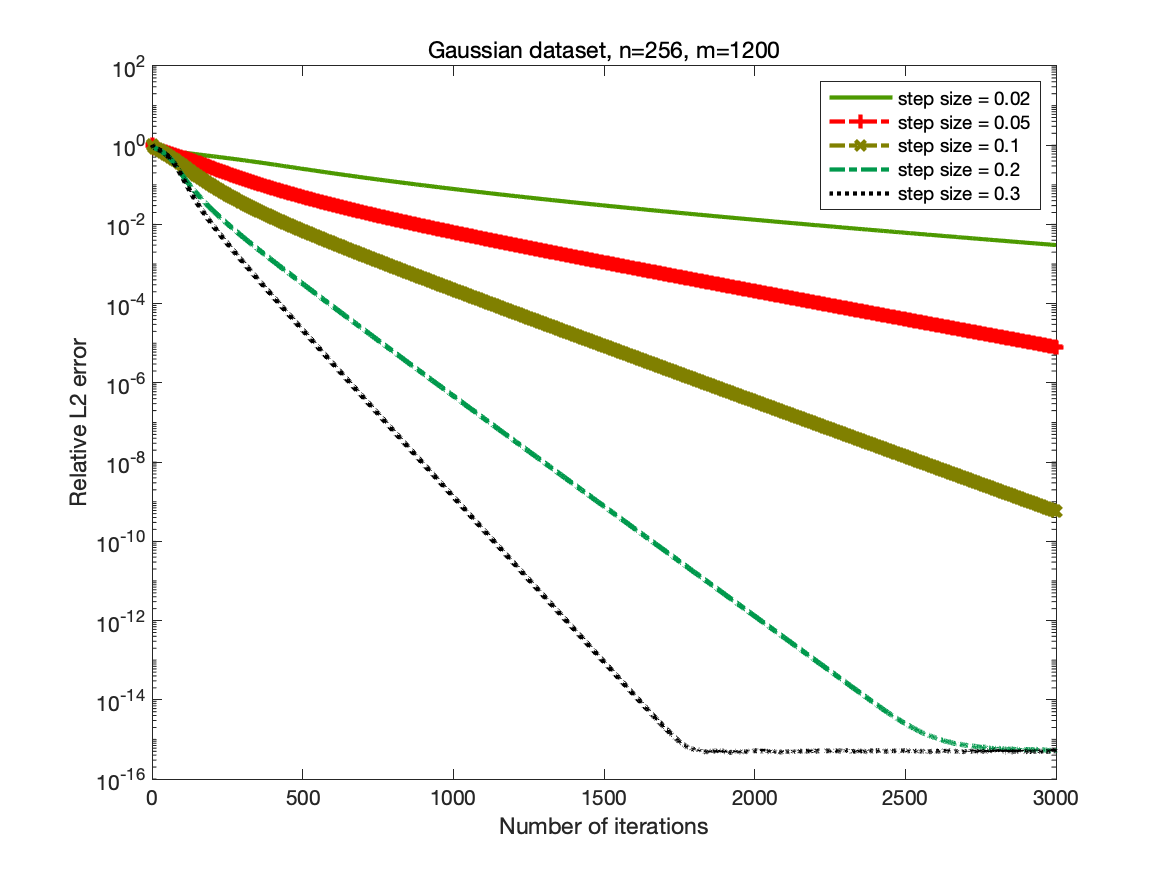 Gaussian dataset, n=256, m=1200
step size = 0.02
step size = 0.05
step size = 0.1
step size = 0.2
step size = 0.3
10^2
10^0
10^-2
10^-4
10^-6
10^-8
10^-10
10^-12
10^-14
10^-16
Relative L2 error
0 500 1000 1500 2000 2500 3000
Number of iterations